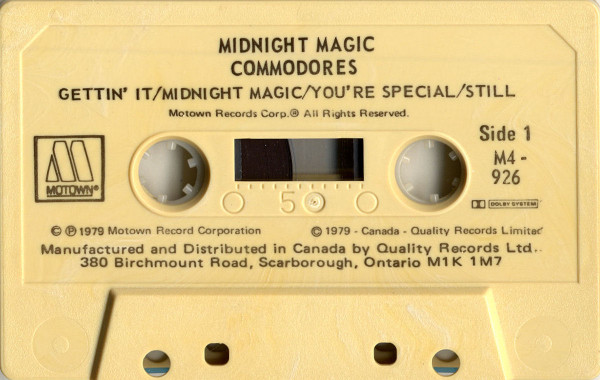 MIDNIGHT MAGIC
COMMODORES
GETTIN' IT/MIDNIGHT MAGIC/YOU'RE SPECIAL/STILL
Motown Records Corp.® All Rights Reserved.
MOTOWN®
Side 1
M4-
926
50
DOLBY SYSTEM
© ℗ 1979 Motown Record Corporation
© 1979 - Canada - Quality Records Limited
Manufactured and Distributed in Canada by Quality Records Ltd.
380 Birchmount Road, Scarborough, Ontario M1K 1M7